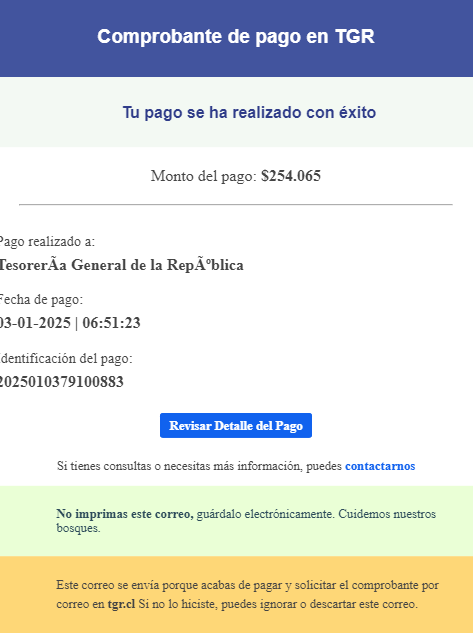 Comprobante de pago en TGR
Tu pago se ha realizado con éxito
Monto del pago: $254.065
Pago realizado a:
TesorerÃ­a General de la RepÃºblica
Fecha de pago:
03-01-2025 | 06:51:23
Identificación del pago:
2025010379100883
Revisar Detalle del Pago
Si tienes consultas o necesitas más información, puedes contactarnos
No imprimas este correo, guárdalo electrónicamente. Cuidemos nuestros
bosques.
Este correo se envía porque acabas de pagar y solicitar el comprobante por
correo en tgr.cl Si no lo hiciste, puedes ignorar o descartar este correo.